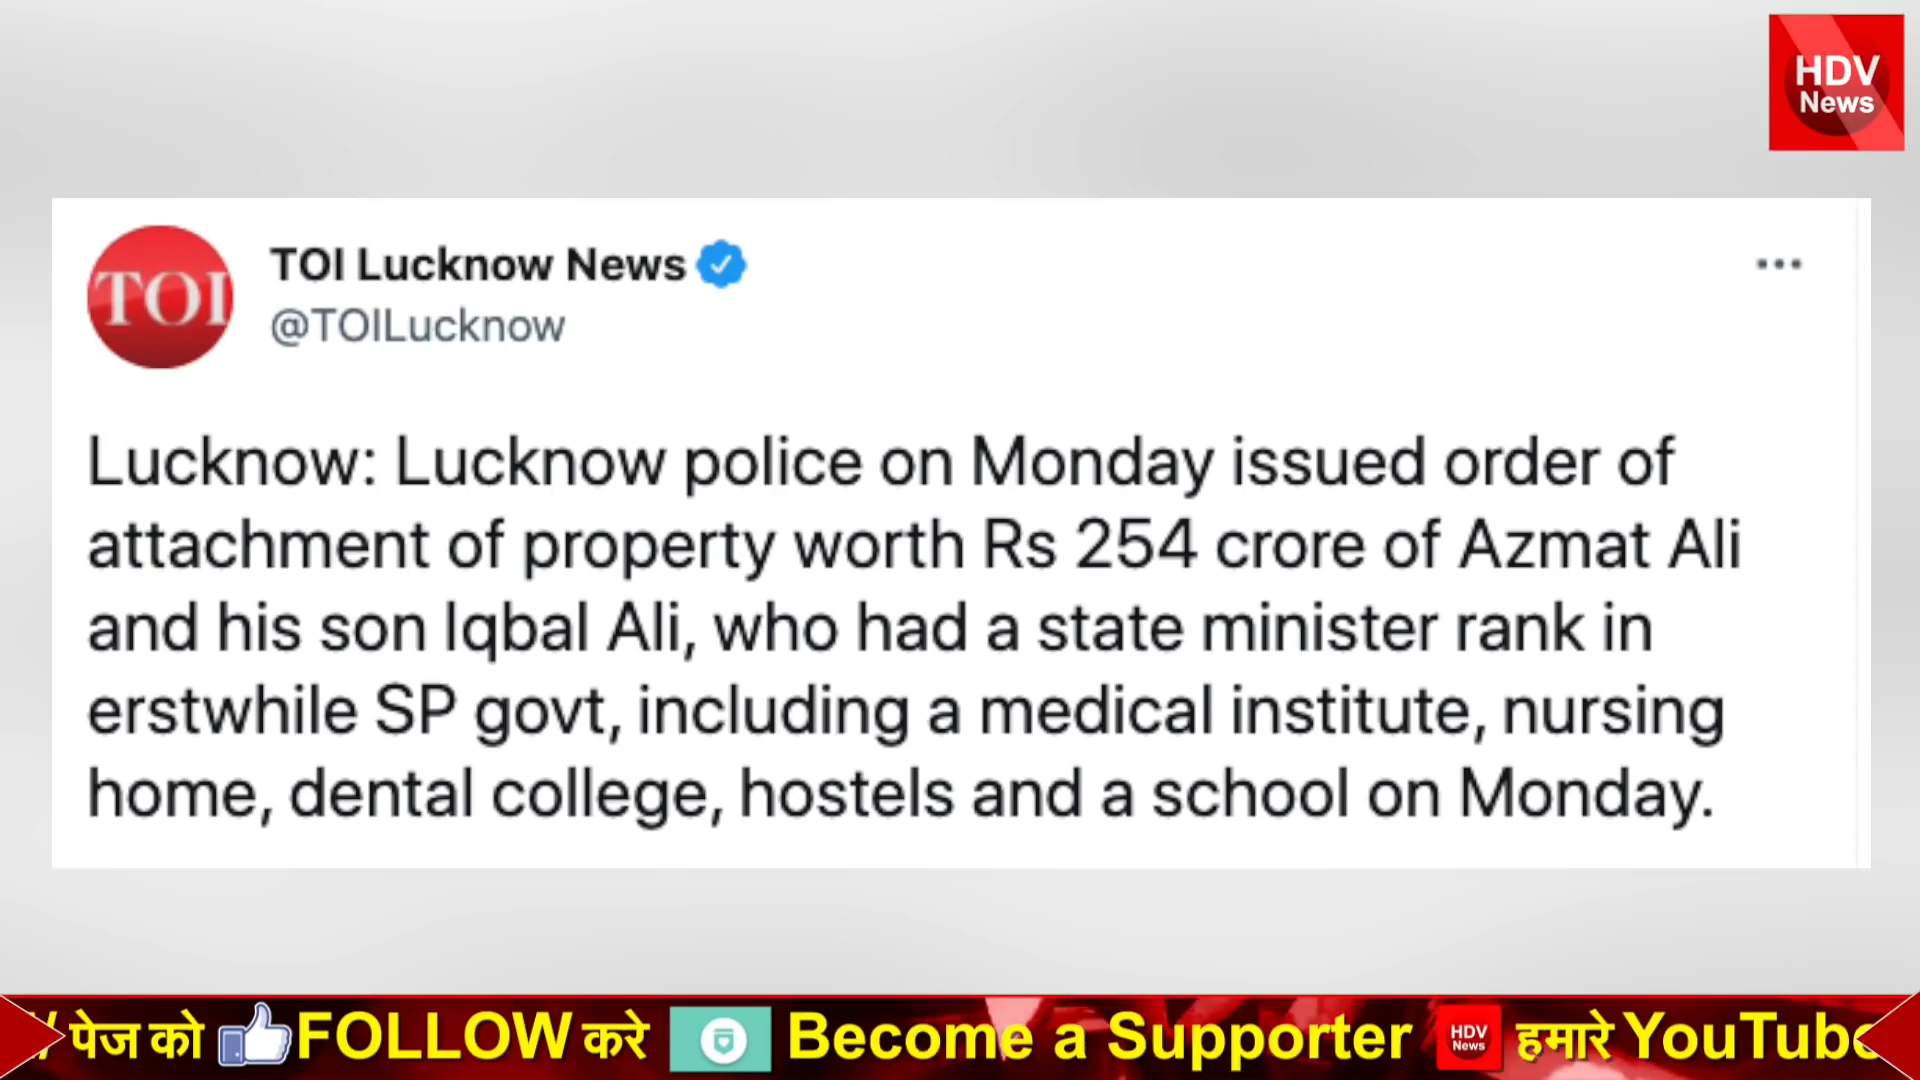 HDV
News
TOI
TOI Lucknow News
@TOILucknow
Lucknow: Lucknow police on Monday issued order of
attachment of property worth Rs 254 crore of Azmat Ali
and his son Iqbal Ali, who had a state minister rank in
erstwhile SP govt, including a medical institute, nursing
home, dental college, hostels and a school on Monday.
पेज को FOLLOW करे Become a Supporter HDV News हमारे YouTube